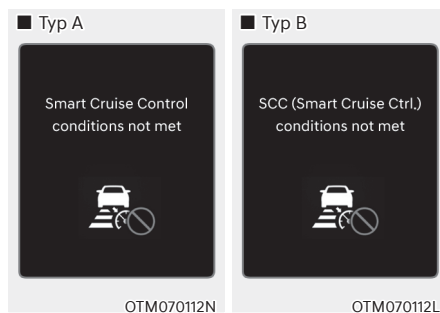 ■ Typ A
Smart Cruise Control
conditions not met
OTM070112N
■ Typ B
SCC (Smart Cruise Ctrl.)
conditions not met
OTM070112L